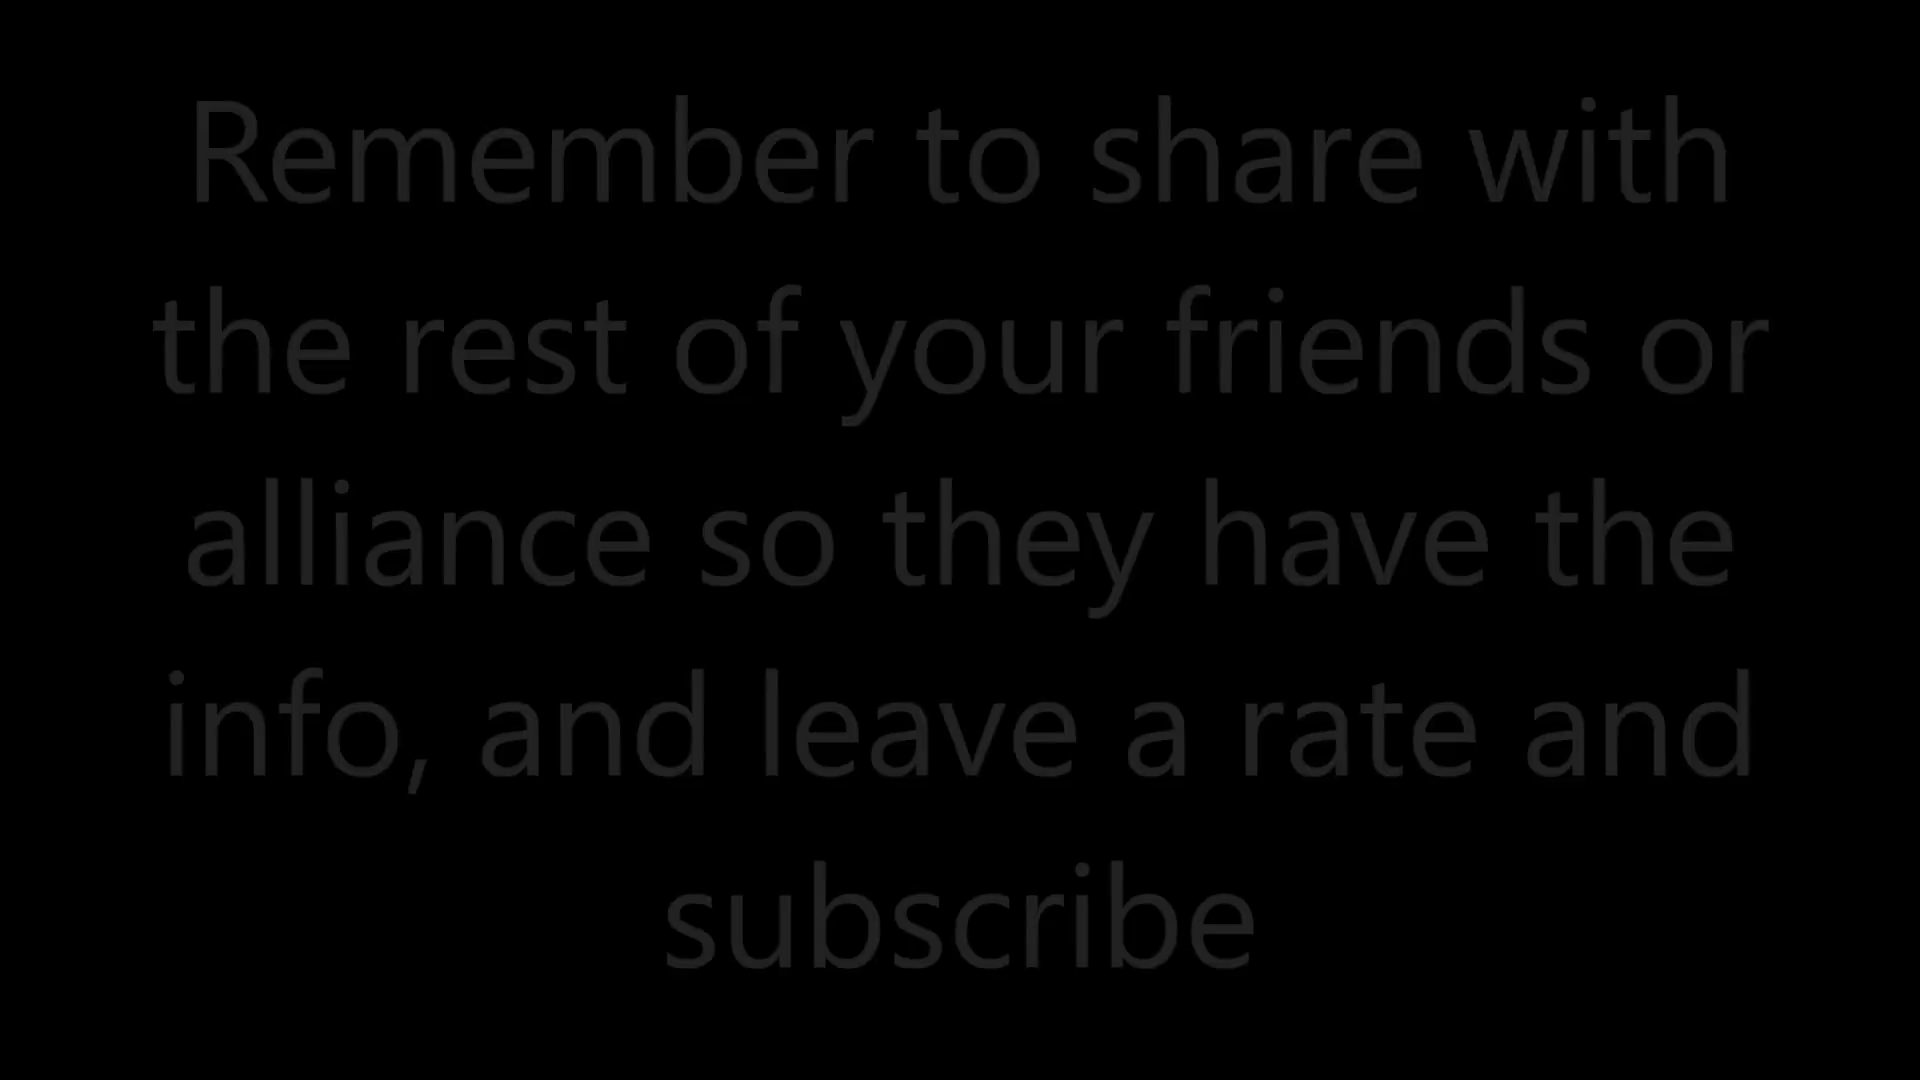 Remember to share with
the rest of your friends or
alliance so they have the
info, and leave a rate and
subscribe